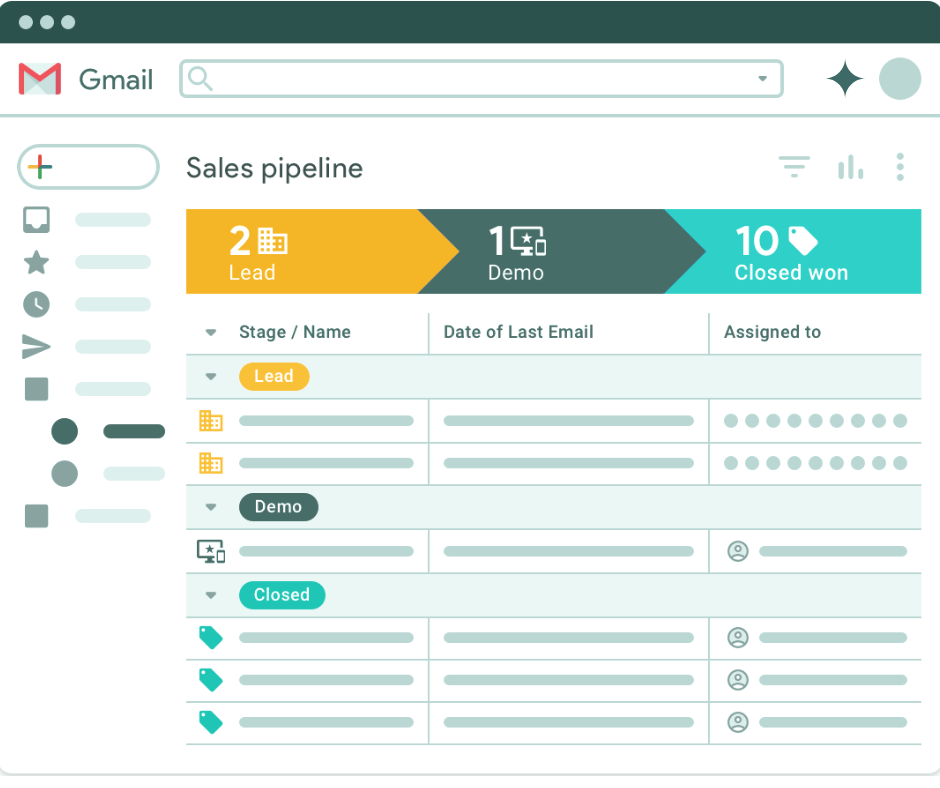 Gmail
Sales pipeline
2
Lead
1
Demo
10
Closed won
Stage / Name
Date of Last Email
Assigned to
Lead
Demo
Closed